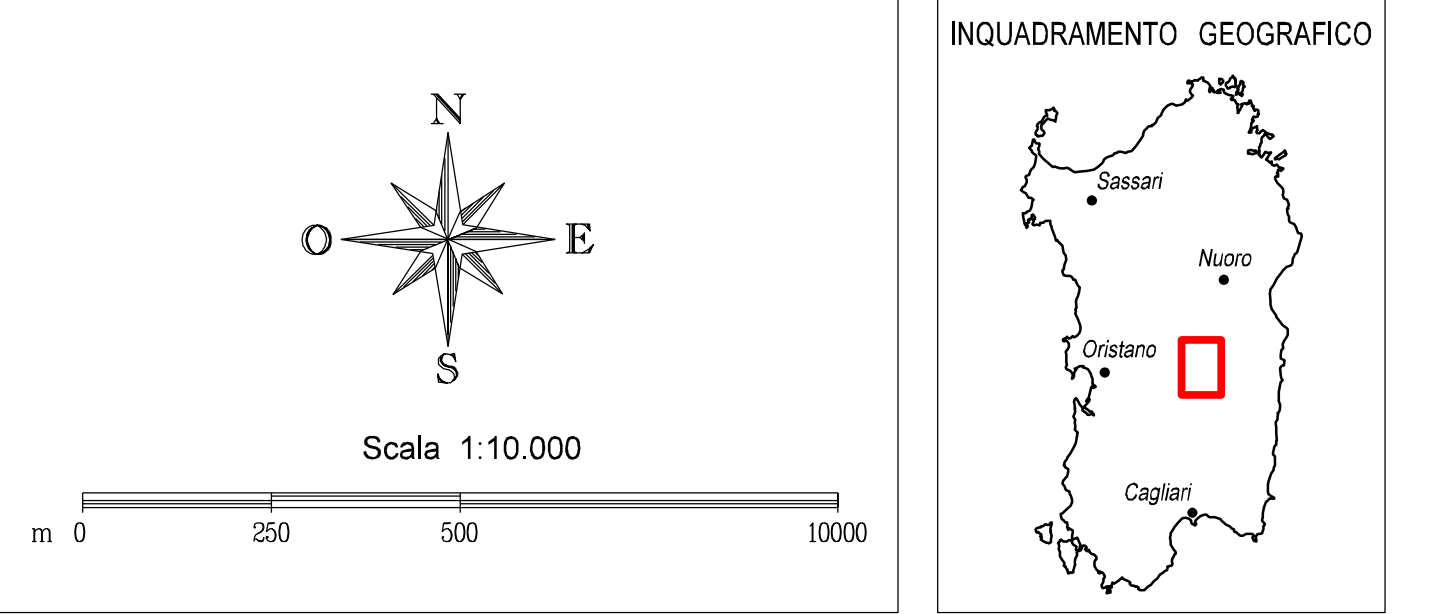 N
O
E
S
Scala 1:10.000
m 0 250 500 10000
INQUADRAMENTO GEOGRAFICO
Sassari
Nuoro
Oristano
Cagliari